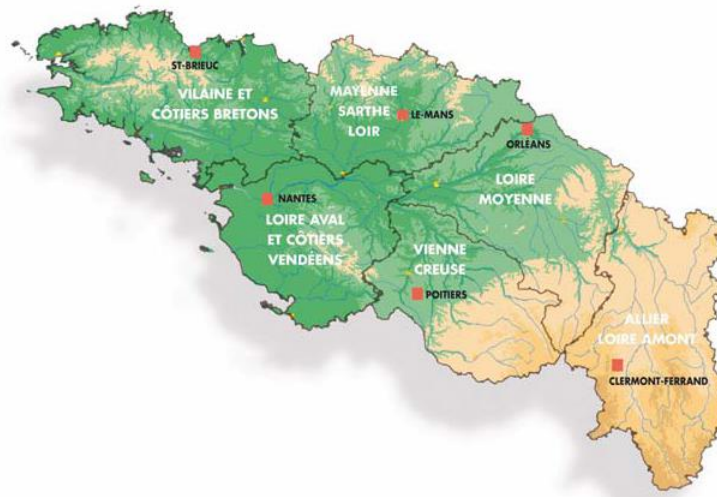 ST-BRIEUC
VILAINE ET
CÔTIERS BRETONS
MAYENNE
SARTHE
LOIR
LE-MANS
ORLÉANS
LOIRE
MOYENNE
NANTES
LOIRE AVAL
ET CÔTIERS
VENDÉENS
VIENNE
CREUSE
POITIERS
ALLIER
LOIRE AMONT
CLERMONT-FERRAND